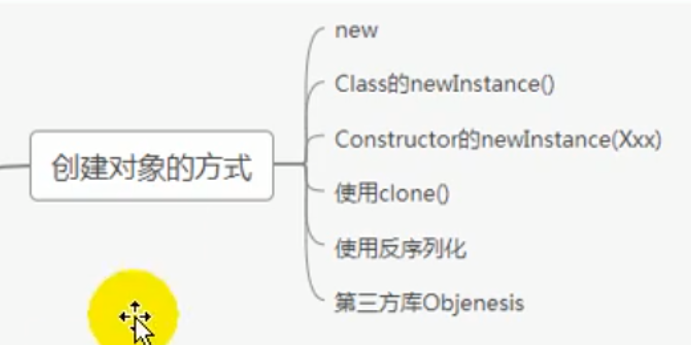 new
Class的newInstance()
Constructor的newInstance(Xxx)
创建对象的方式
使用clone()
使用反序列化
第三方库Objenesis